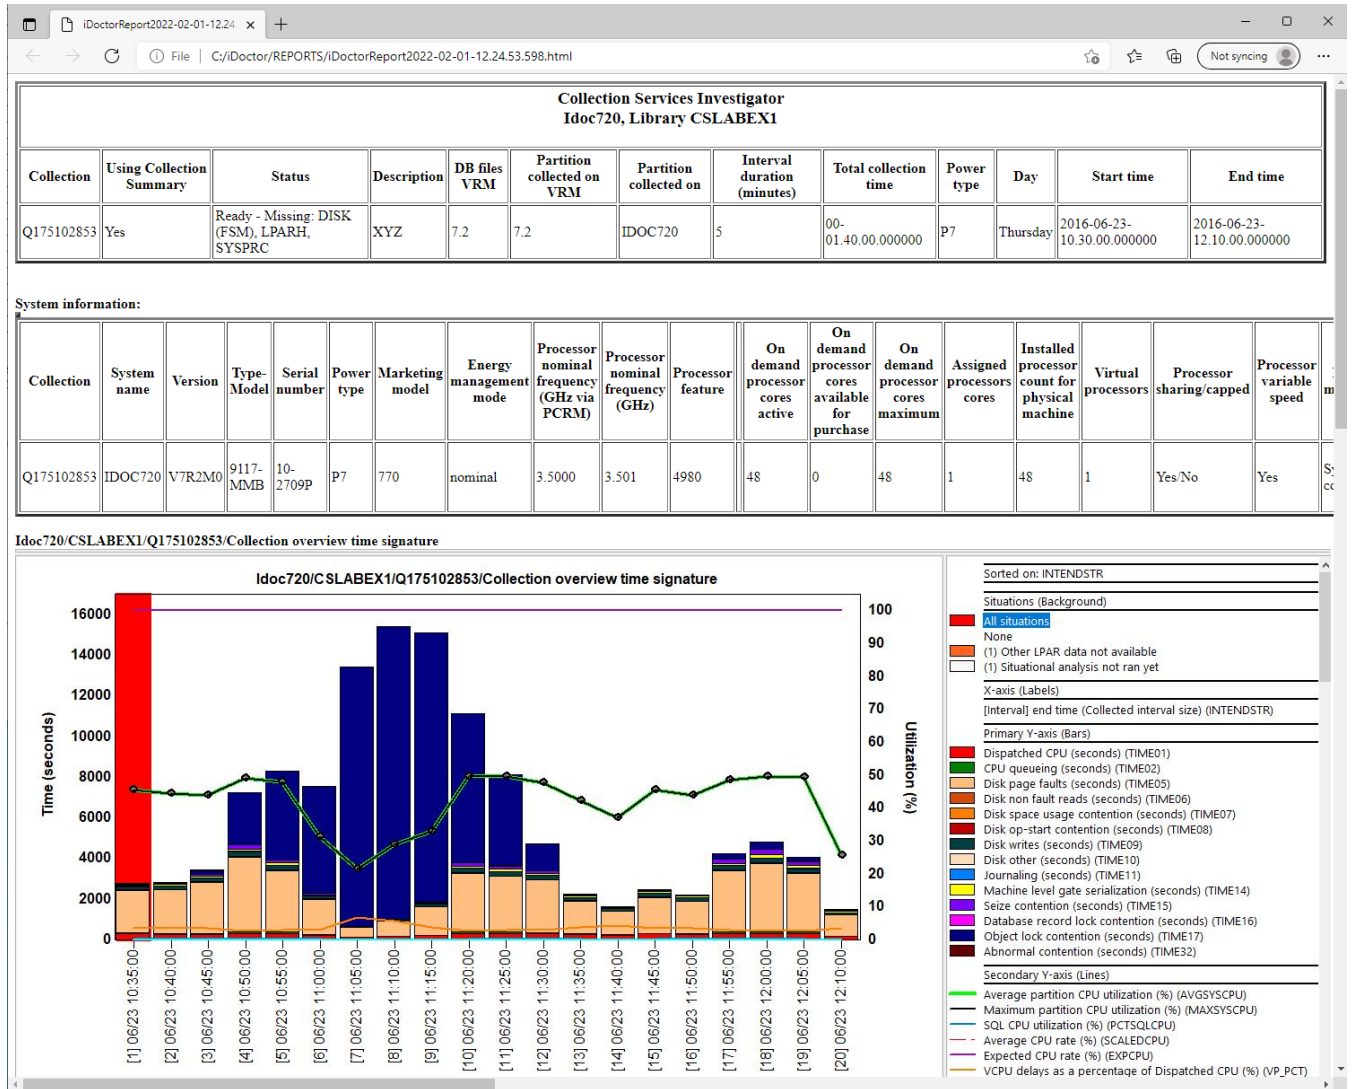 iDoctorReport2022-02-01-12.24
File | C:/iDoctor/REPORTS/iDoctorReport2022-02-01-12.24.53.598.html
Not syncing
Collection Services Investigator
Idoc720, Library CSLABEX1
Collection | Using Collection Summary | Status | Description | DB files VRM | Partition collected on VRM | Partition collected on | Interval duration (minutes) | Total collection time | Power type | Day | Start time | End time
Q175102853 | Yes | Ready - Missing: DISK (FSM), LPARH, SYSPRC | XYZ | 7.2 | 7.2 | IDOC720 | 5 | 00-01.40.00.000000 | P7 | Thursday | 2016-06-23-10.30.00.000000 | 2016-06-23-12.10.00.000000
System information:
Collection | System name | Version | Type-Model | Serial number | Power type | Marketing model | Energy management mode | Processor nominal frequency (GHz via PCRM) | Processor nominal frequency (GHz) | Processor feature | On demand processor cores active | On demand processor cores available for purchase | On demand processor cores maximum | Assigned processors cores | Installed processor count for physical machine | Virtual processors | Processor sharing/capped | Processor variable speed
Q175102853 | IDOC720 | V7R2M0 | 9117-MMB | 10-2709P | P7 | 770 | nominal | 3.5000 | 3.501 | 4980 | 48 | 0 | 48 | 1 | 48 | 1 | Yes/No | Yes
Idoc720/CSLABEX1/Q175102853/Collection overview time signature
Idoc720/CSLABEX1/Q175102853/Collection overview time signature
Time (seconds)
16000
14000
12000
10000
8000
6000
4000
2000
0
Utilization (%)
100
90
80
70
60
50
40
30
20
10
0
[1] 06/23 10:35:00
[2] 06/23 10:40:00
[3] 06/23 10:45:00
[4] 06/23 10:50:00
[5] 06/23 10:55:00
[6] 06/23 11:00:00
[7] 06/23 11:05:00
[8] 06/23 11:10:00
[9] 06/23 11:15:00
[10] 06/23 11:20:00
[11] 06/23 11:25:00
[12] 06/23 11:30:00
[13] 06/23 11:35:00
[14] 06/23 11:40:00
[15] 06/23 11:45:00
[16] 06/23 11:50:00
[17] 06/23 11:55:00
[18] 06/23 12:00:00
[19] 06/23 12:05:00
[20] 06/23 12:10:00
Sorted on: INTENDSTR
Situations (Background)
All situations
None
(1) Other LPAR data not available
(1) Situational analysis not ran yet
X-axis (Labels)
[Interval] end time (Collected interval size) (INTENDSTR)
Primary Y-axis (Bars)
Dispatched CPU (seconds) (TIME01)
CPU queueing (seconds) (TIME02)
Disk page faults (seconds) (TIME05)
Disk non fault reads (seconds) (TIME06)
Disk space usage contention (seconds) (TIME07)
Disk op-start contention (seconds) (TIME08)
Disk writes (seconds) (TIME09)
Disk other (seconds) (TIME10)
Journaling (seconds) (TIME11)
Machine level gate serialization (seconds) (TIME14)
Seize contention (seconds) (TIME15)
Database record lock contention (seconds) (TIME16)
Object lock contention (seconds) (TIME17)
Abnormal contention (seconds) (TIME32)
Secondary Y-axis (Lines)
Average partition CPU utilization (%) (AVGSYSCPU)
Maximum partition CPU utilization (%) (MAXSYSCPU)
SQL CPU utilization (%) (PCTSQLCPU)
Average CPU rate (%) (SCALEDCPU)
Expected CPU rate (%) (EXPCPU)
VCPU delays as a percentage of Dispatched CPU (%) (VP_PCT)